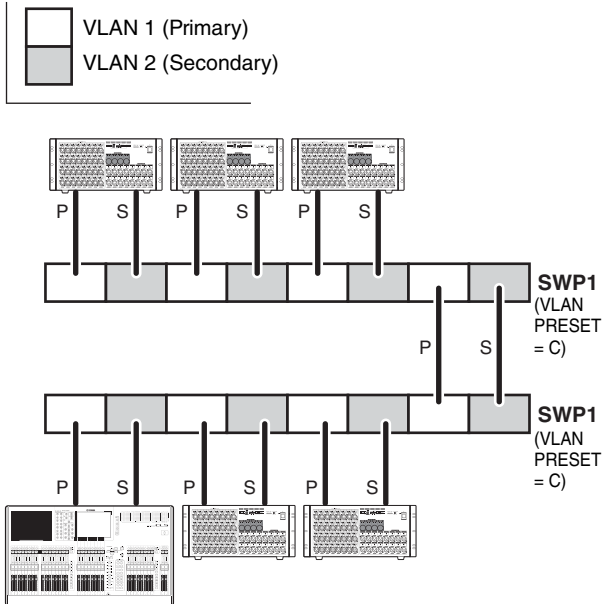 VLAN 1 (Primary)
VLAN 2 (Secondary)
P S P S P S
SWP1
(VLAN
PRESET
= C)
P S
SWP1
(VLAN
PRESET
= C)
P S P S P S